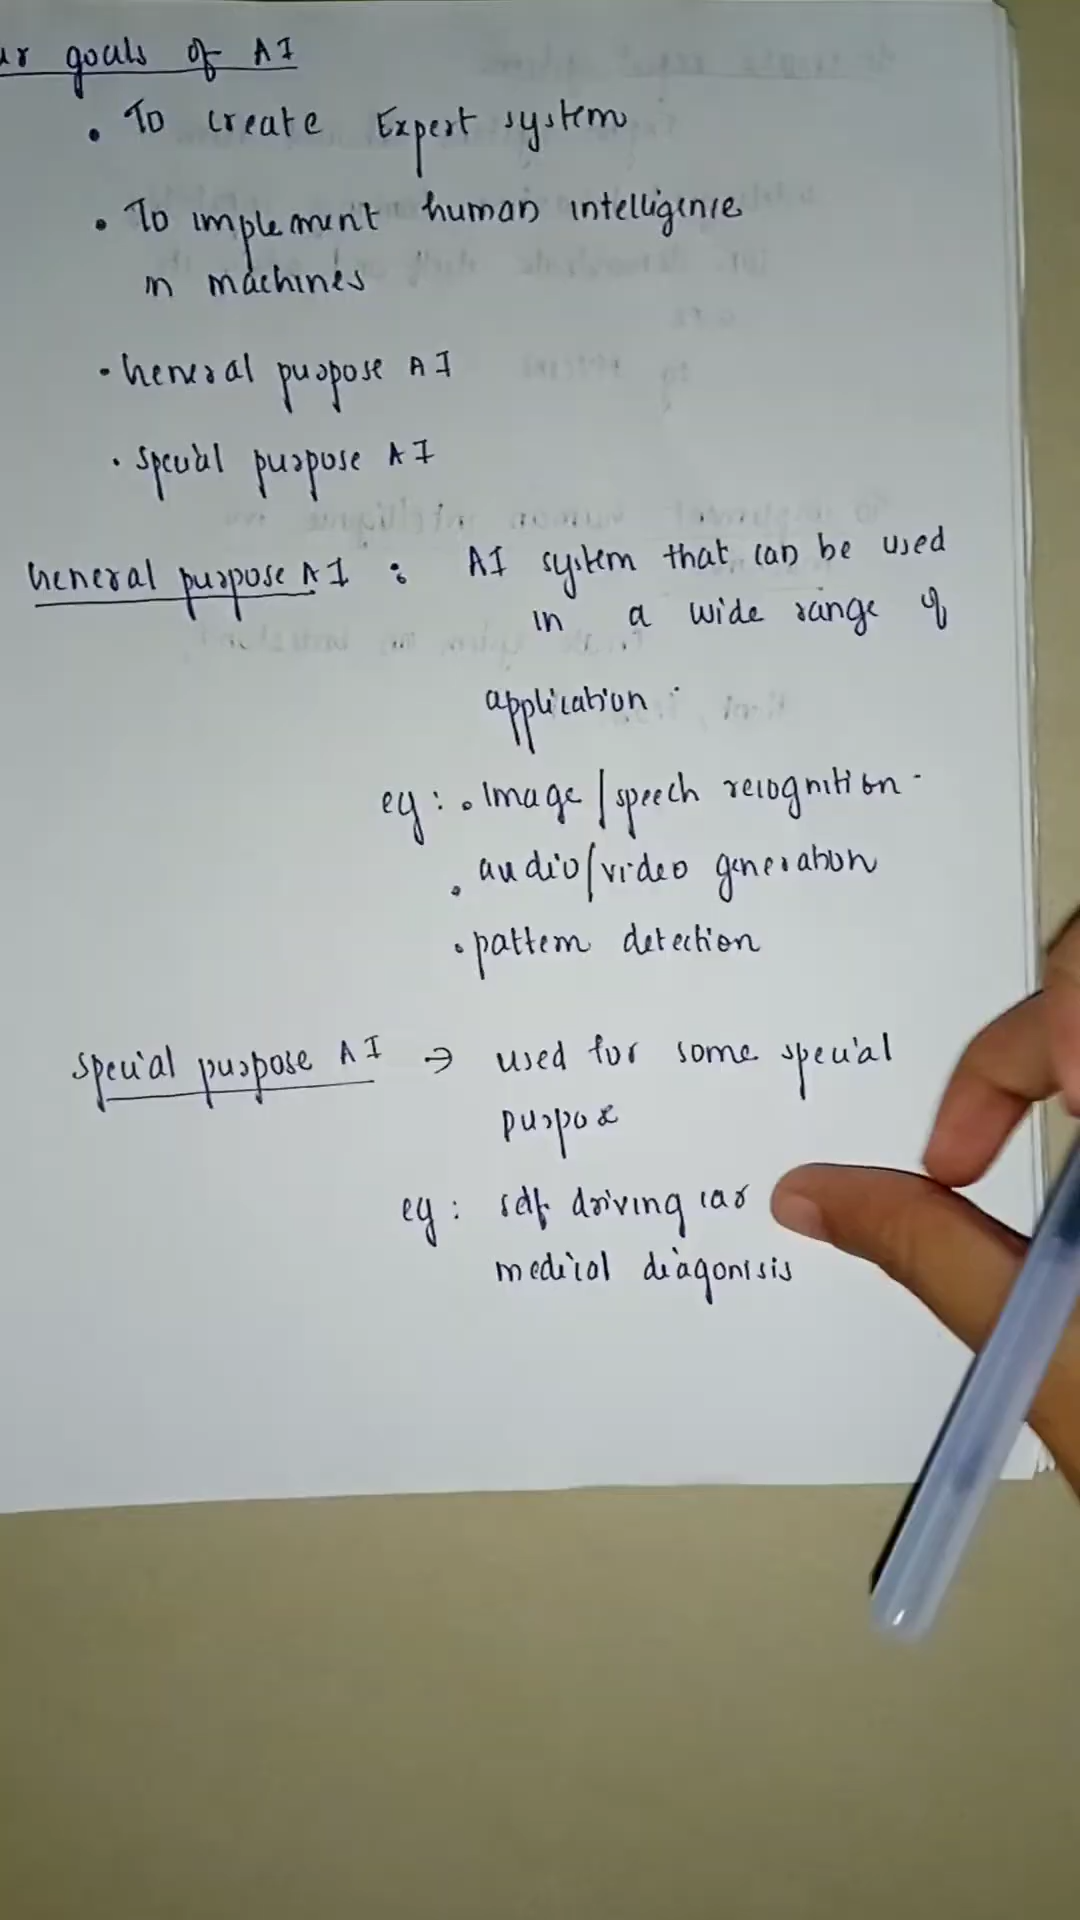 goals of AI
• To create Expert system
• To implement human intelligence
in machines
• General purpose AI
• Special purpose AI
General purpose AI : AI system that can be used
in a wide range of
application.
eg : • Image / speech recognition.
• audio/video generation
• pattern detection
Special purpose AI → used for some special
purpose
eg : self driving car
medical diagonisis